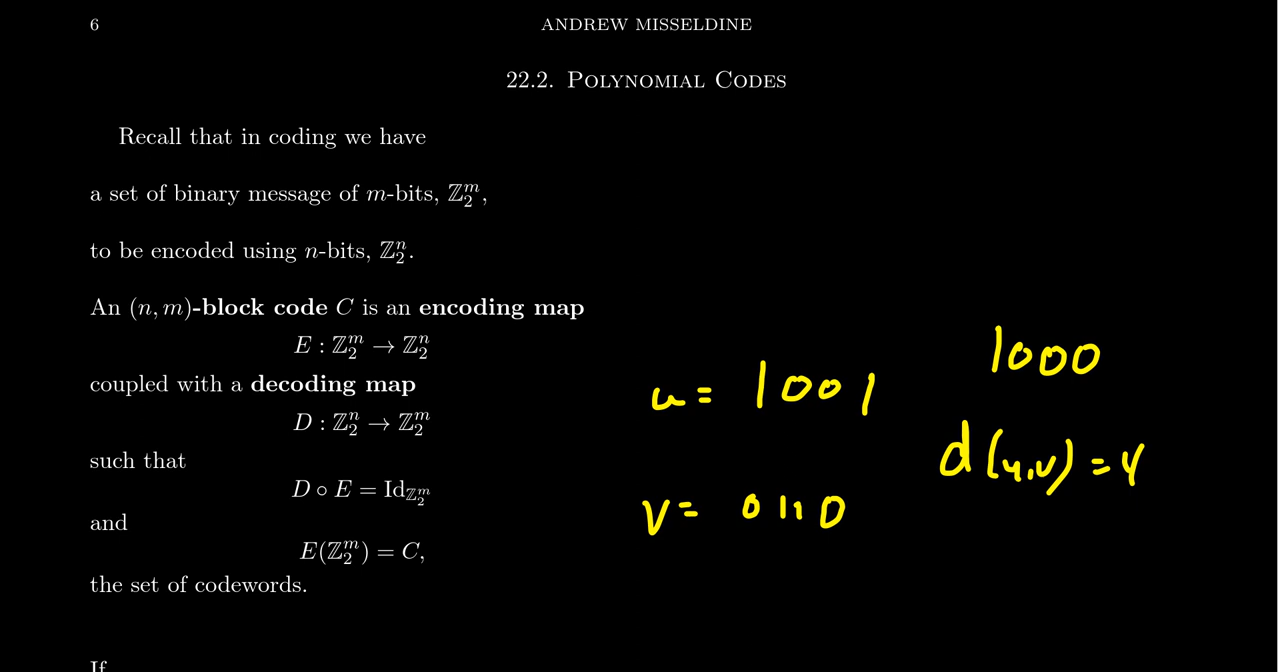 6 ANDREW MISSELDINE
22.2. POLYNOMIAL CODES
Recall that in coding we have
a set of binary message of m-bits, ℤ₂ᵐ,
to be encoded using n-bits, ℤ₂ⁿ.
An (n, m)-block code C is an encoding map
E : ℤ₂ᵐ → ℤ₂ⁿ
coupled with a decoding map
D : ℤ₂ⁿ → ℤ₂ᵐ
such that
D ∘ E = Id_ℤ₂ᵐ
and
E(ℤ₂ᵐ) = C,
the set of codewords.
If
1000
u = 1001
d(u,v) = 4
v = 0110